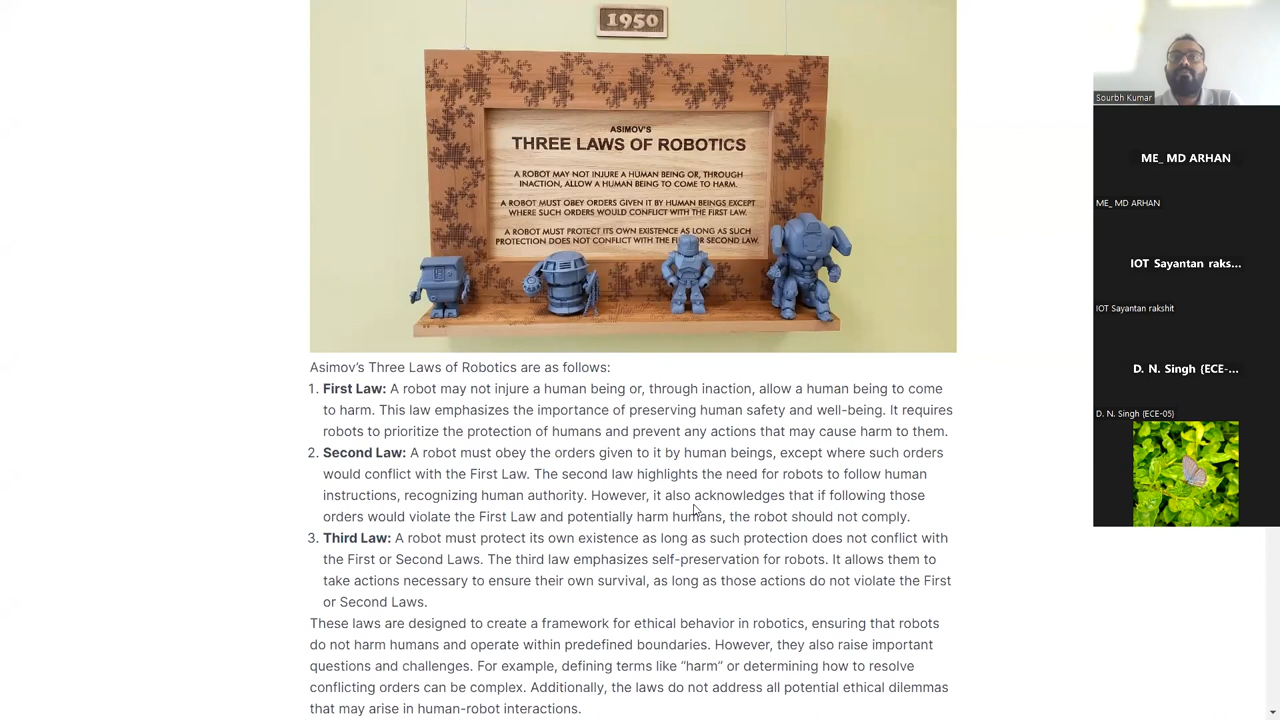 1950
ASIMOV'S
THREE LAWS OF ROBOTICS
A ROBOT MAY NOT INJURE A HUMAN BEING OR, THROUGH
INACTION, ALLOW A HUMAN BEING TO COME TO HARM.
A ROBOT MUST OBEY ORDERS GIVEN IT BY HUMAN BEINGS EXCEPT
WHERE SUCH ORDERS WOULD CONFLICT WITH THE FIRST LAW.
A ROBOT MUST PROTECT ITS OWN EXISTENCE AS LONG AS SUCH
PROTECTION DOES NOT CONFLICT WITH THE OR SECOND LAW.
Asimov's Three Laws of Robotics are as follows:
1. First Law: A robot may not injure a human being or, through inaction, allow a human being to come
to harm. This law emphasizes the importance of preserving human safety and well-being. It requires
robots to prioritize the protection of humans and prevent any actions that may cause harm to them.
2. Second Law: A robot must obey the orders given to it by human beings, except where such orders
would conflict with the First Law. The second law highlights the need for robots to follow human
instructions, recognizing human authority. However, it also acknowledges that if following those
orders would violate the First Law and potentially harm humans, the robot should not comply.
3. Third Law: A robot must protect its own existence as long as such protection does not conflict with
the First or Second Laws. The third law emphasizes self-preservation for robots. It allows them to
take actions necessary to ensure their own survival, as long as those actions do not violate the First
or Second Laws.
These laws are designed to create a framework for ethical behavior in robotics, ensuring that robots
do not harm humans and operate within predefined boundaries. However, they also raise important
questions and challenges. For example, defining terms like "harm" or determining how to resolve
conflicting orders can be complex. Additionally, the laws do not address all potential ethical dilemmas
that may arise in human-robot interactions.
Sourbh Kumar
ME_ MD ARHAN
ME_ MD ARHAN
IOT Sayantan raks...
IOT Sayantan rakshit
D. N. Singh {ECE-...
D. N. Singh {ECE-05}